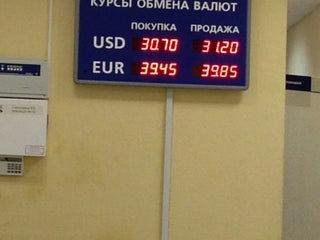 КУРСЫ ОБМЕНА ВАЛЮТ
ПОКУПКА ПРОДАЖА
USD 30.70 31.20
EUR 39.45 39.85